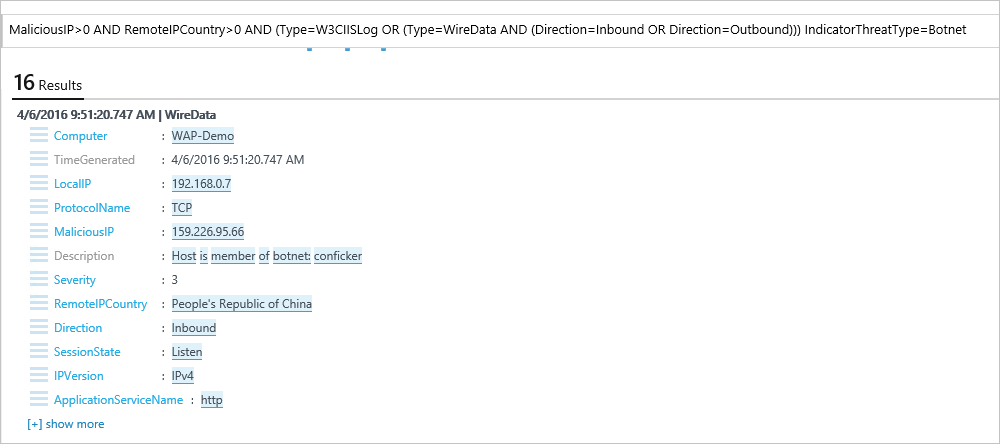 MaliciousIP>0 AND RemoteIPCountry>0 AND (Type=W3CIISLog OR (Type=WireData AND (Direction=Inbound OR Direction=Outbound))) IndicatorThreatType=Botnet
16 Results
4/6/2016 9:51:20.747 AM | WireData
Computer : WAP-Demo
TimeGenerated : 4/6/2016 9:51:20.747 AM
LocalIP : 192.168.0.7
ProtocolName : TCP
MaliciousIP : 159.226.95.66
Description : Host is member of botnet: conficker
Severity : 3
RemoteIPCountry : People's Republic of China
Direction : Inbound
SessionState : Listen
IPVersion : IPv4
ApplicationServiceName : http
[+] show more